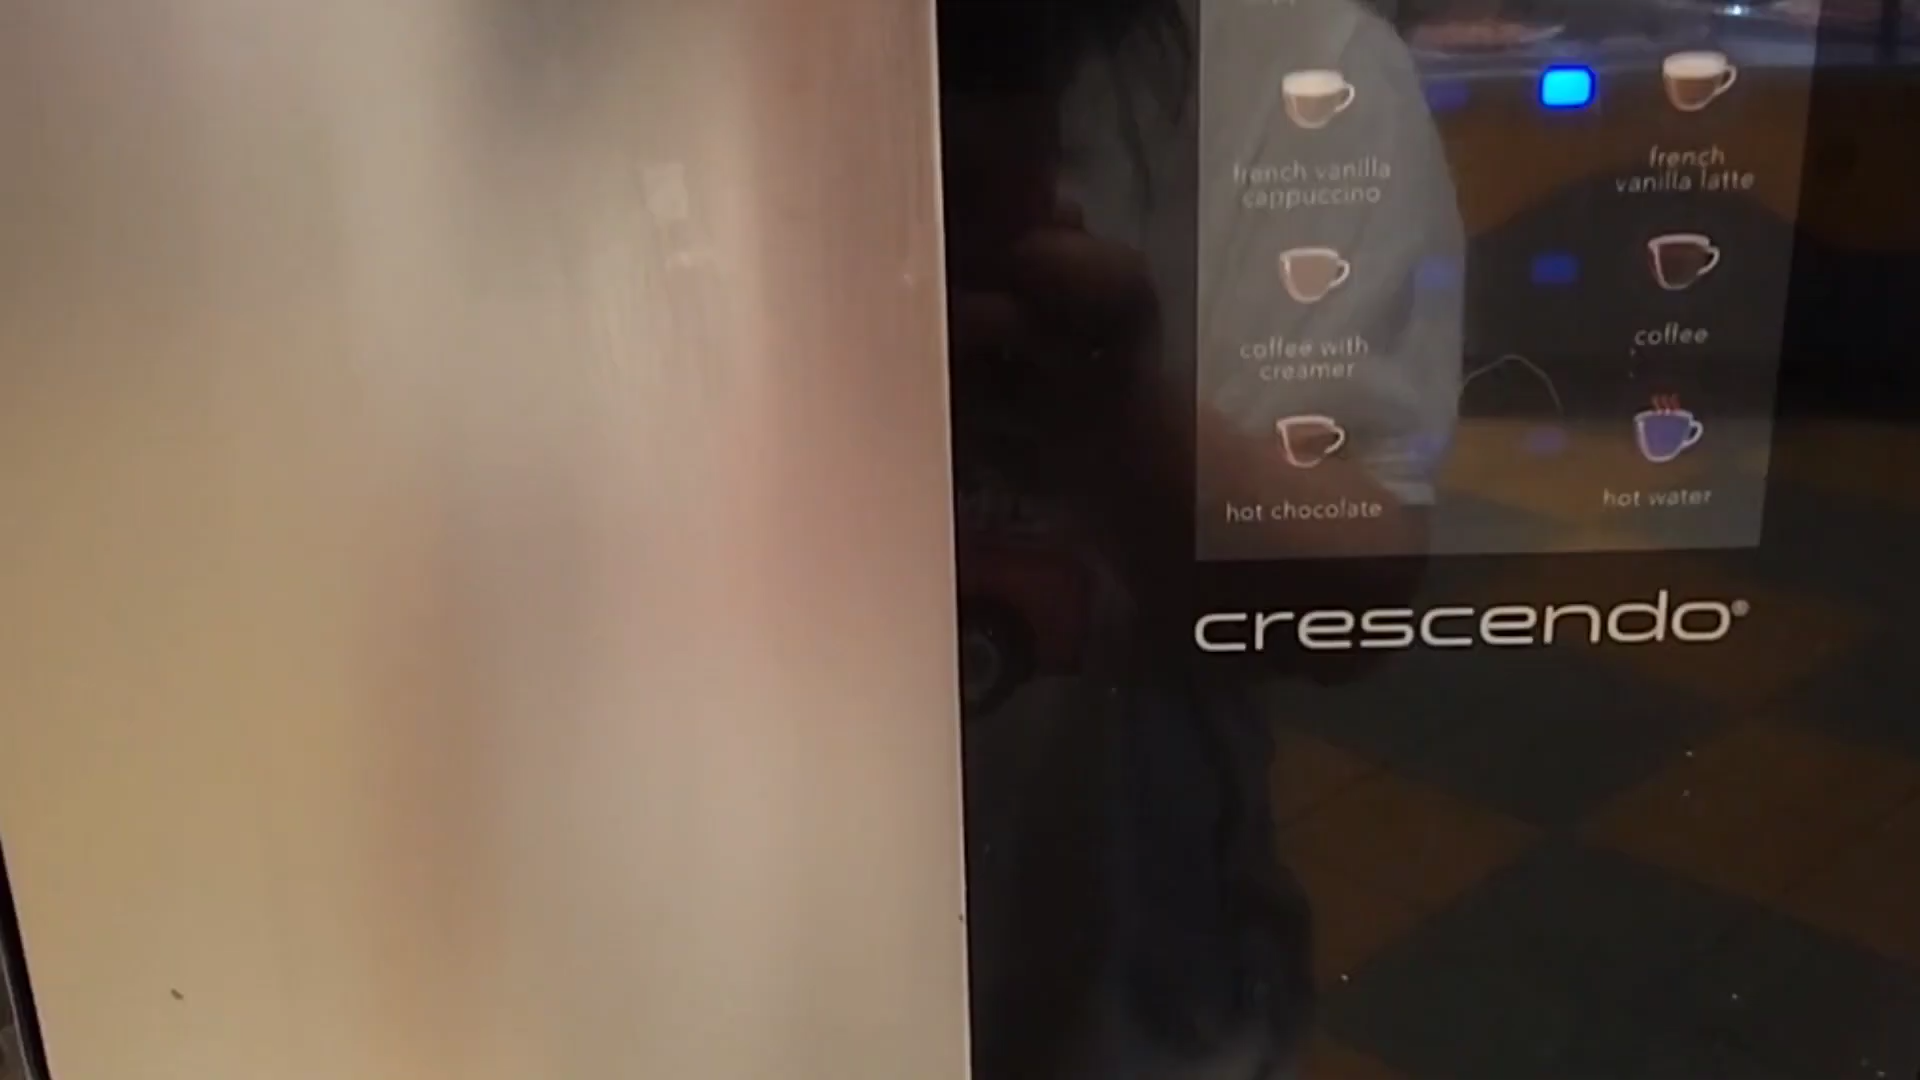 french vanilla
cappuccino
french
vanilla latte
coffee with
creamer
coffee
hot chocolate
hot water
crescendo®